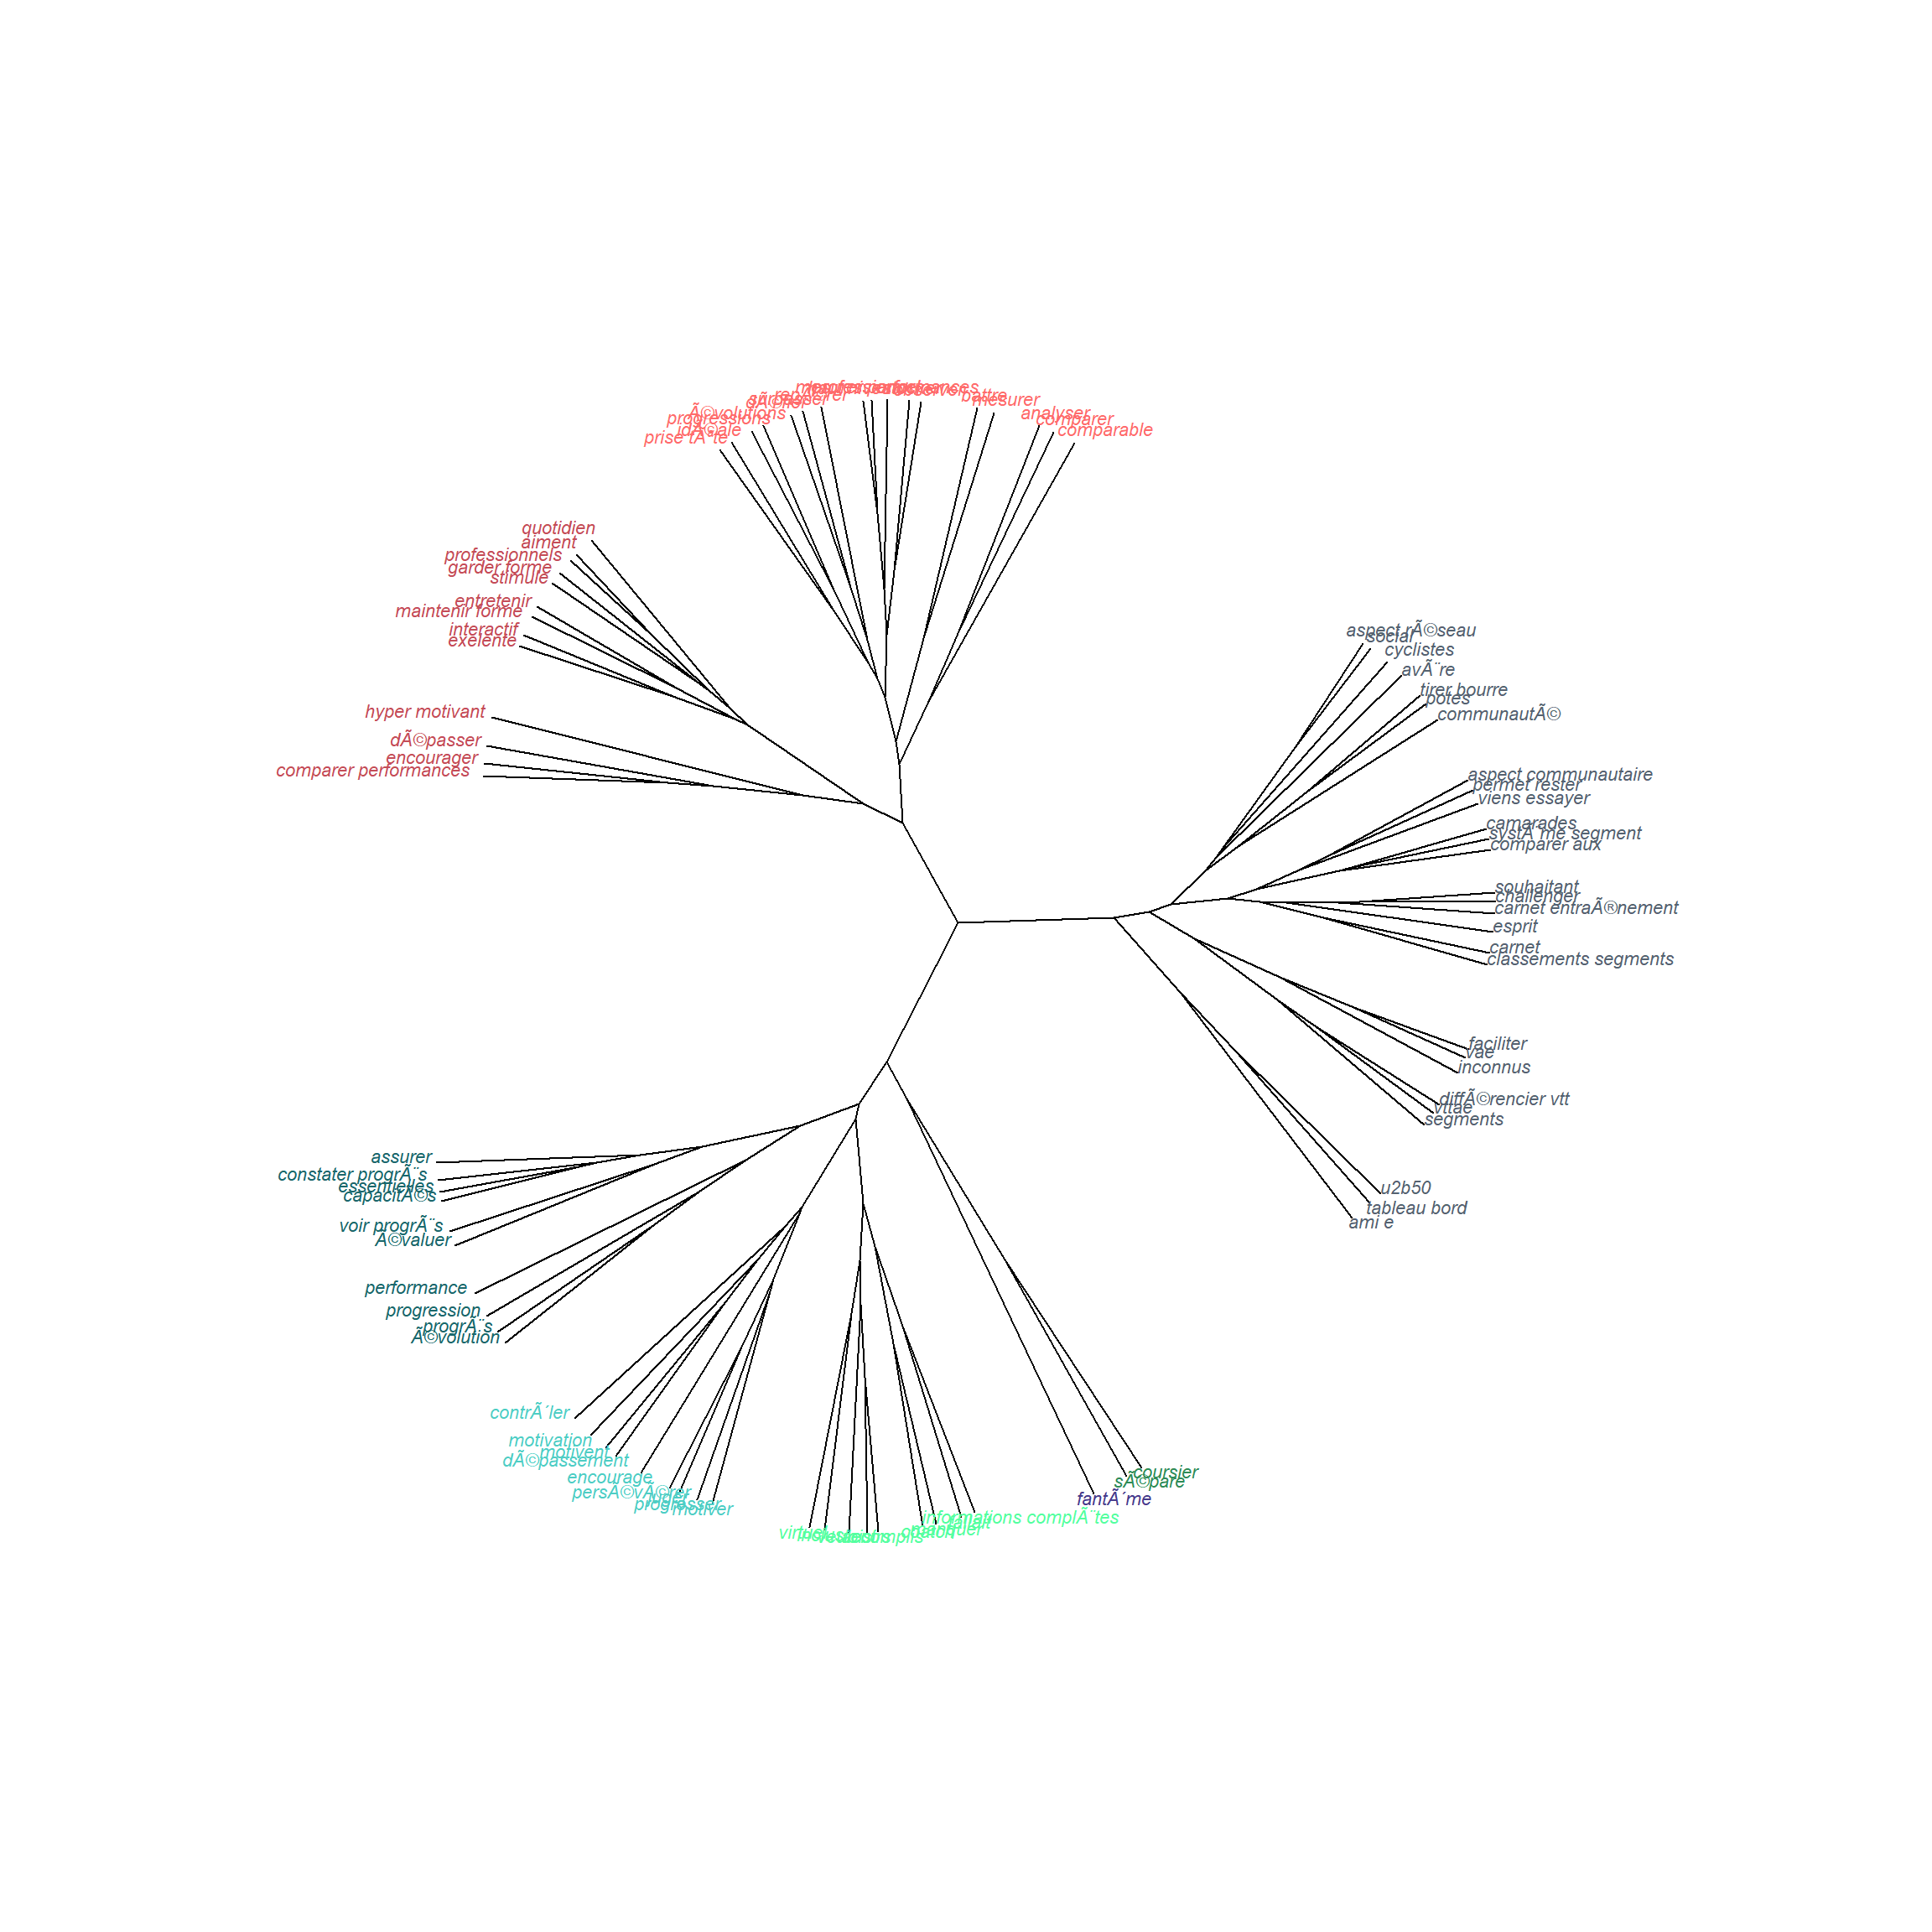 battre
mesurer
analyser
comparer
comparable
Ã©volutions
progressions
idÃ©ale
prise tÃªte
quotidien
aiment
professionnels
garder forme
stimule
entretenir
maintenir forme
interactif
exelente
hyper motivant
dÃ©passer
encourager
comparer performances
aspect rÃ©seau
social
cyclistes
avÃ¨re
tirer bourre
potes
communautÃ©
aspect communautaire
permet rester
viens essayer
camarades
systÃ¨me segment
comparer aux
souhaitant
challenger
carnet entraÃ®nement
esprit
carnet
classements segments
faciliter
vae
inconnus
diffÃ©rencier vtt
vttae
segments
u2b50
tableau bord
ami e
assurer
constater progrÃ¨s
essentielles
capacitÃ©s
voir progrÃ¨s
Ã©valuer
performance
progression
progrÃ¨s
Ã©volution
contrÃ´ler
motivation
motivent
dÃ©passement
encourage
persÃ©vÃ©rer
juger
progresser
motiver
coursier
sÃ©pare
fantÃ´me
informations complÃ¨tes
manquer